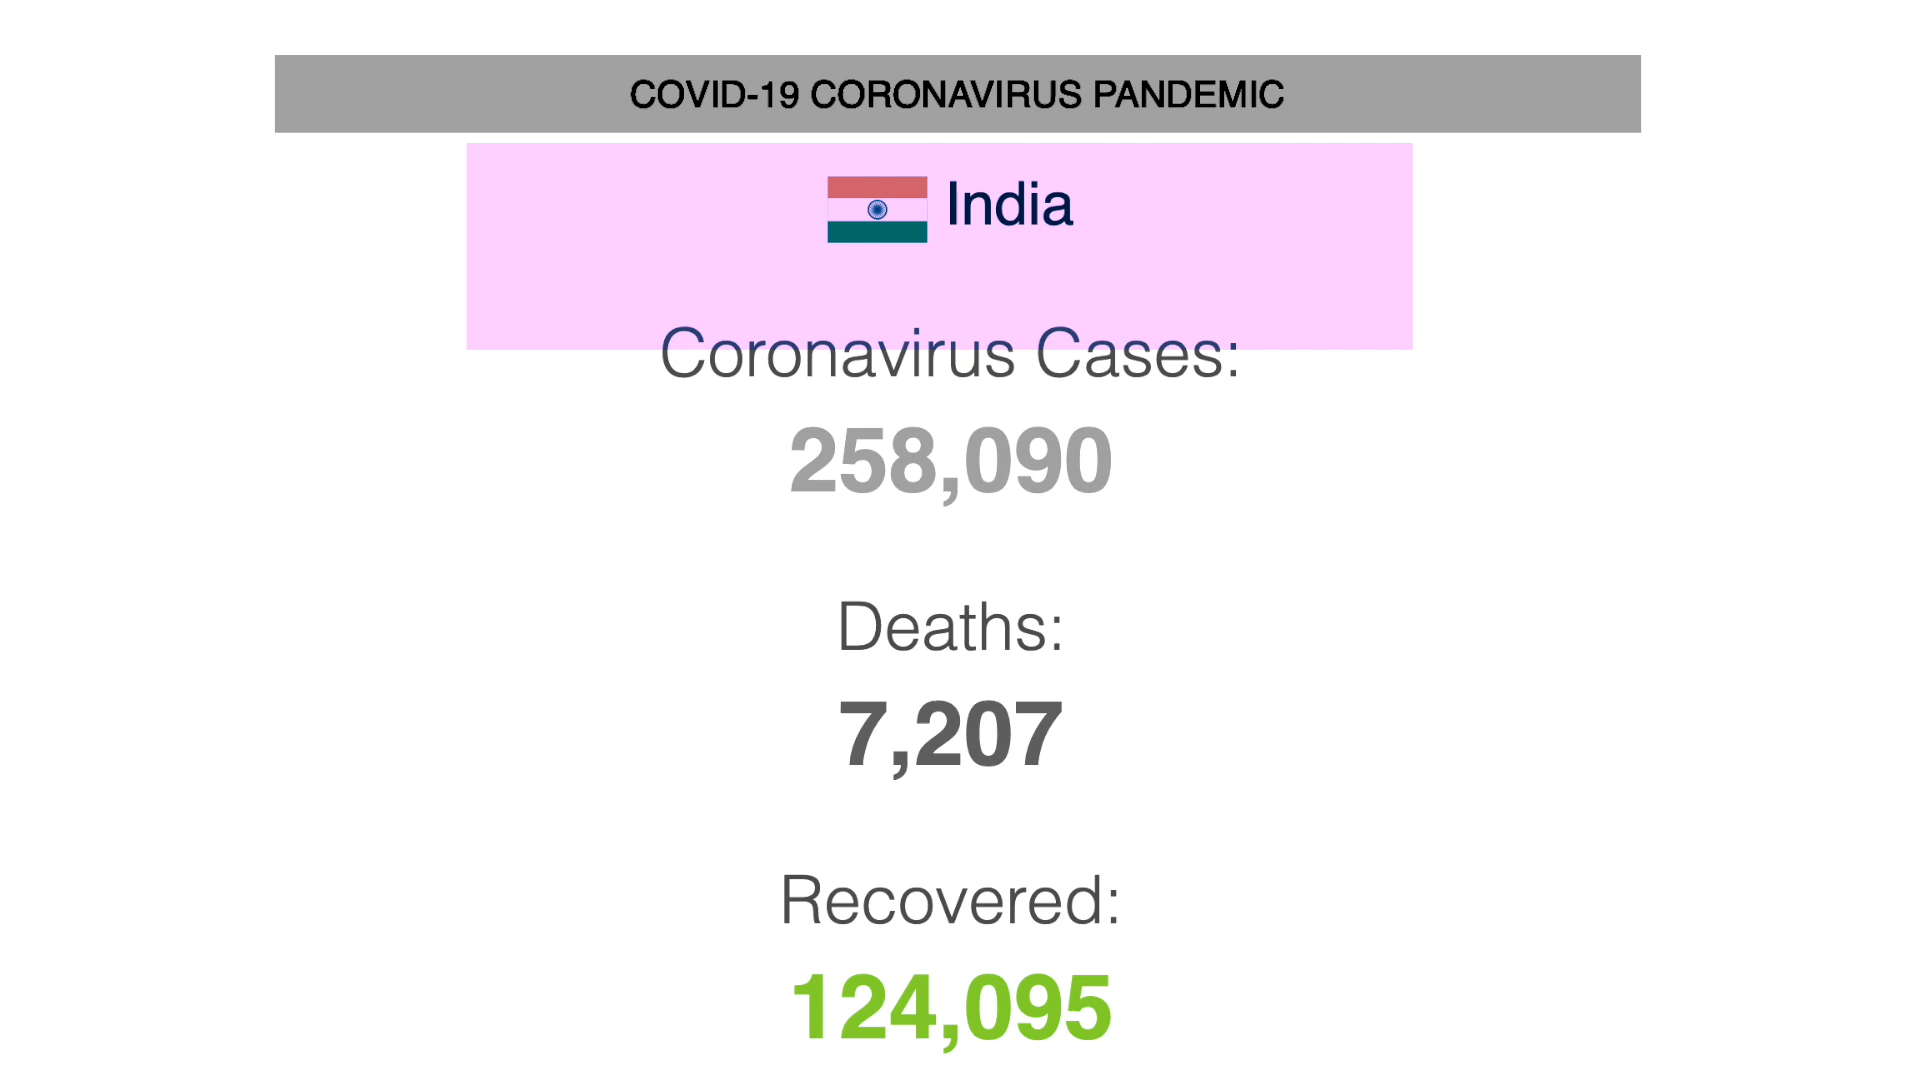 COVID-19 CORONAVIRUS PANDEMIC
India
Coronavirus Cases:
258,090
Deaths:
7,207
Recovered:
124,095